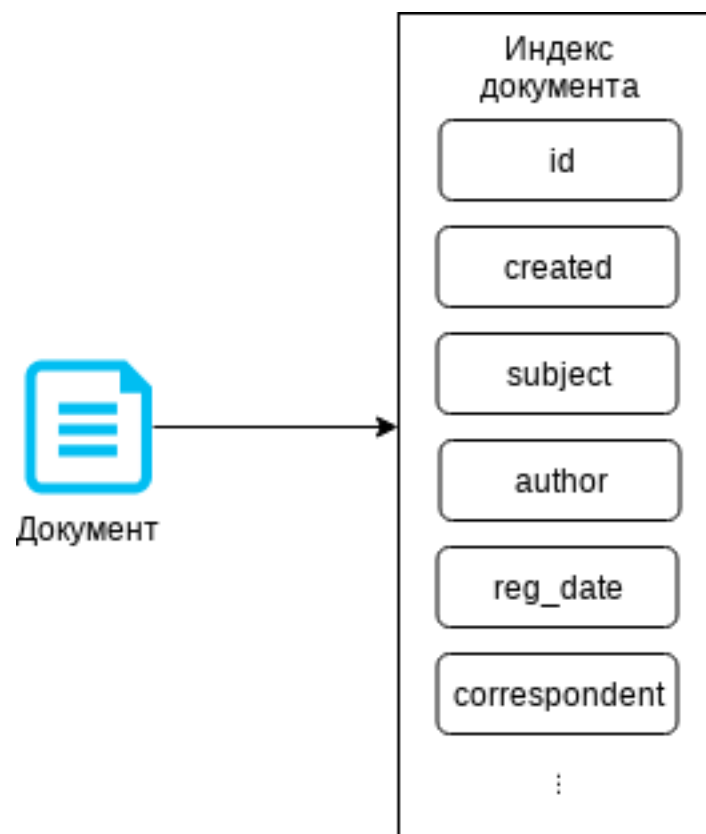 Индекс
документа
id
created
subject
author
reg_date
correspondent
⋮
Документ